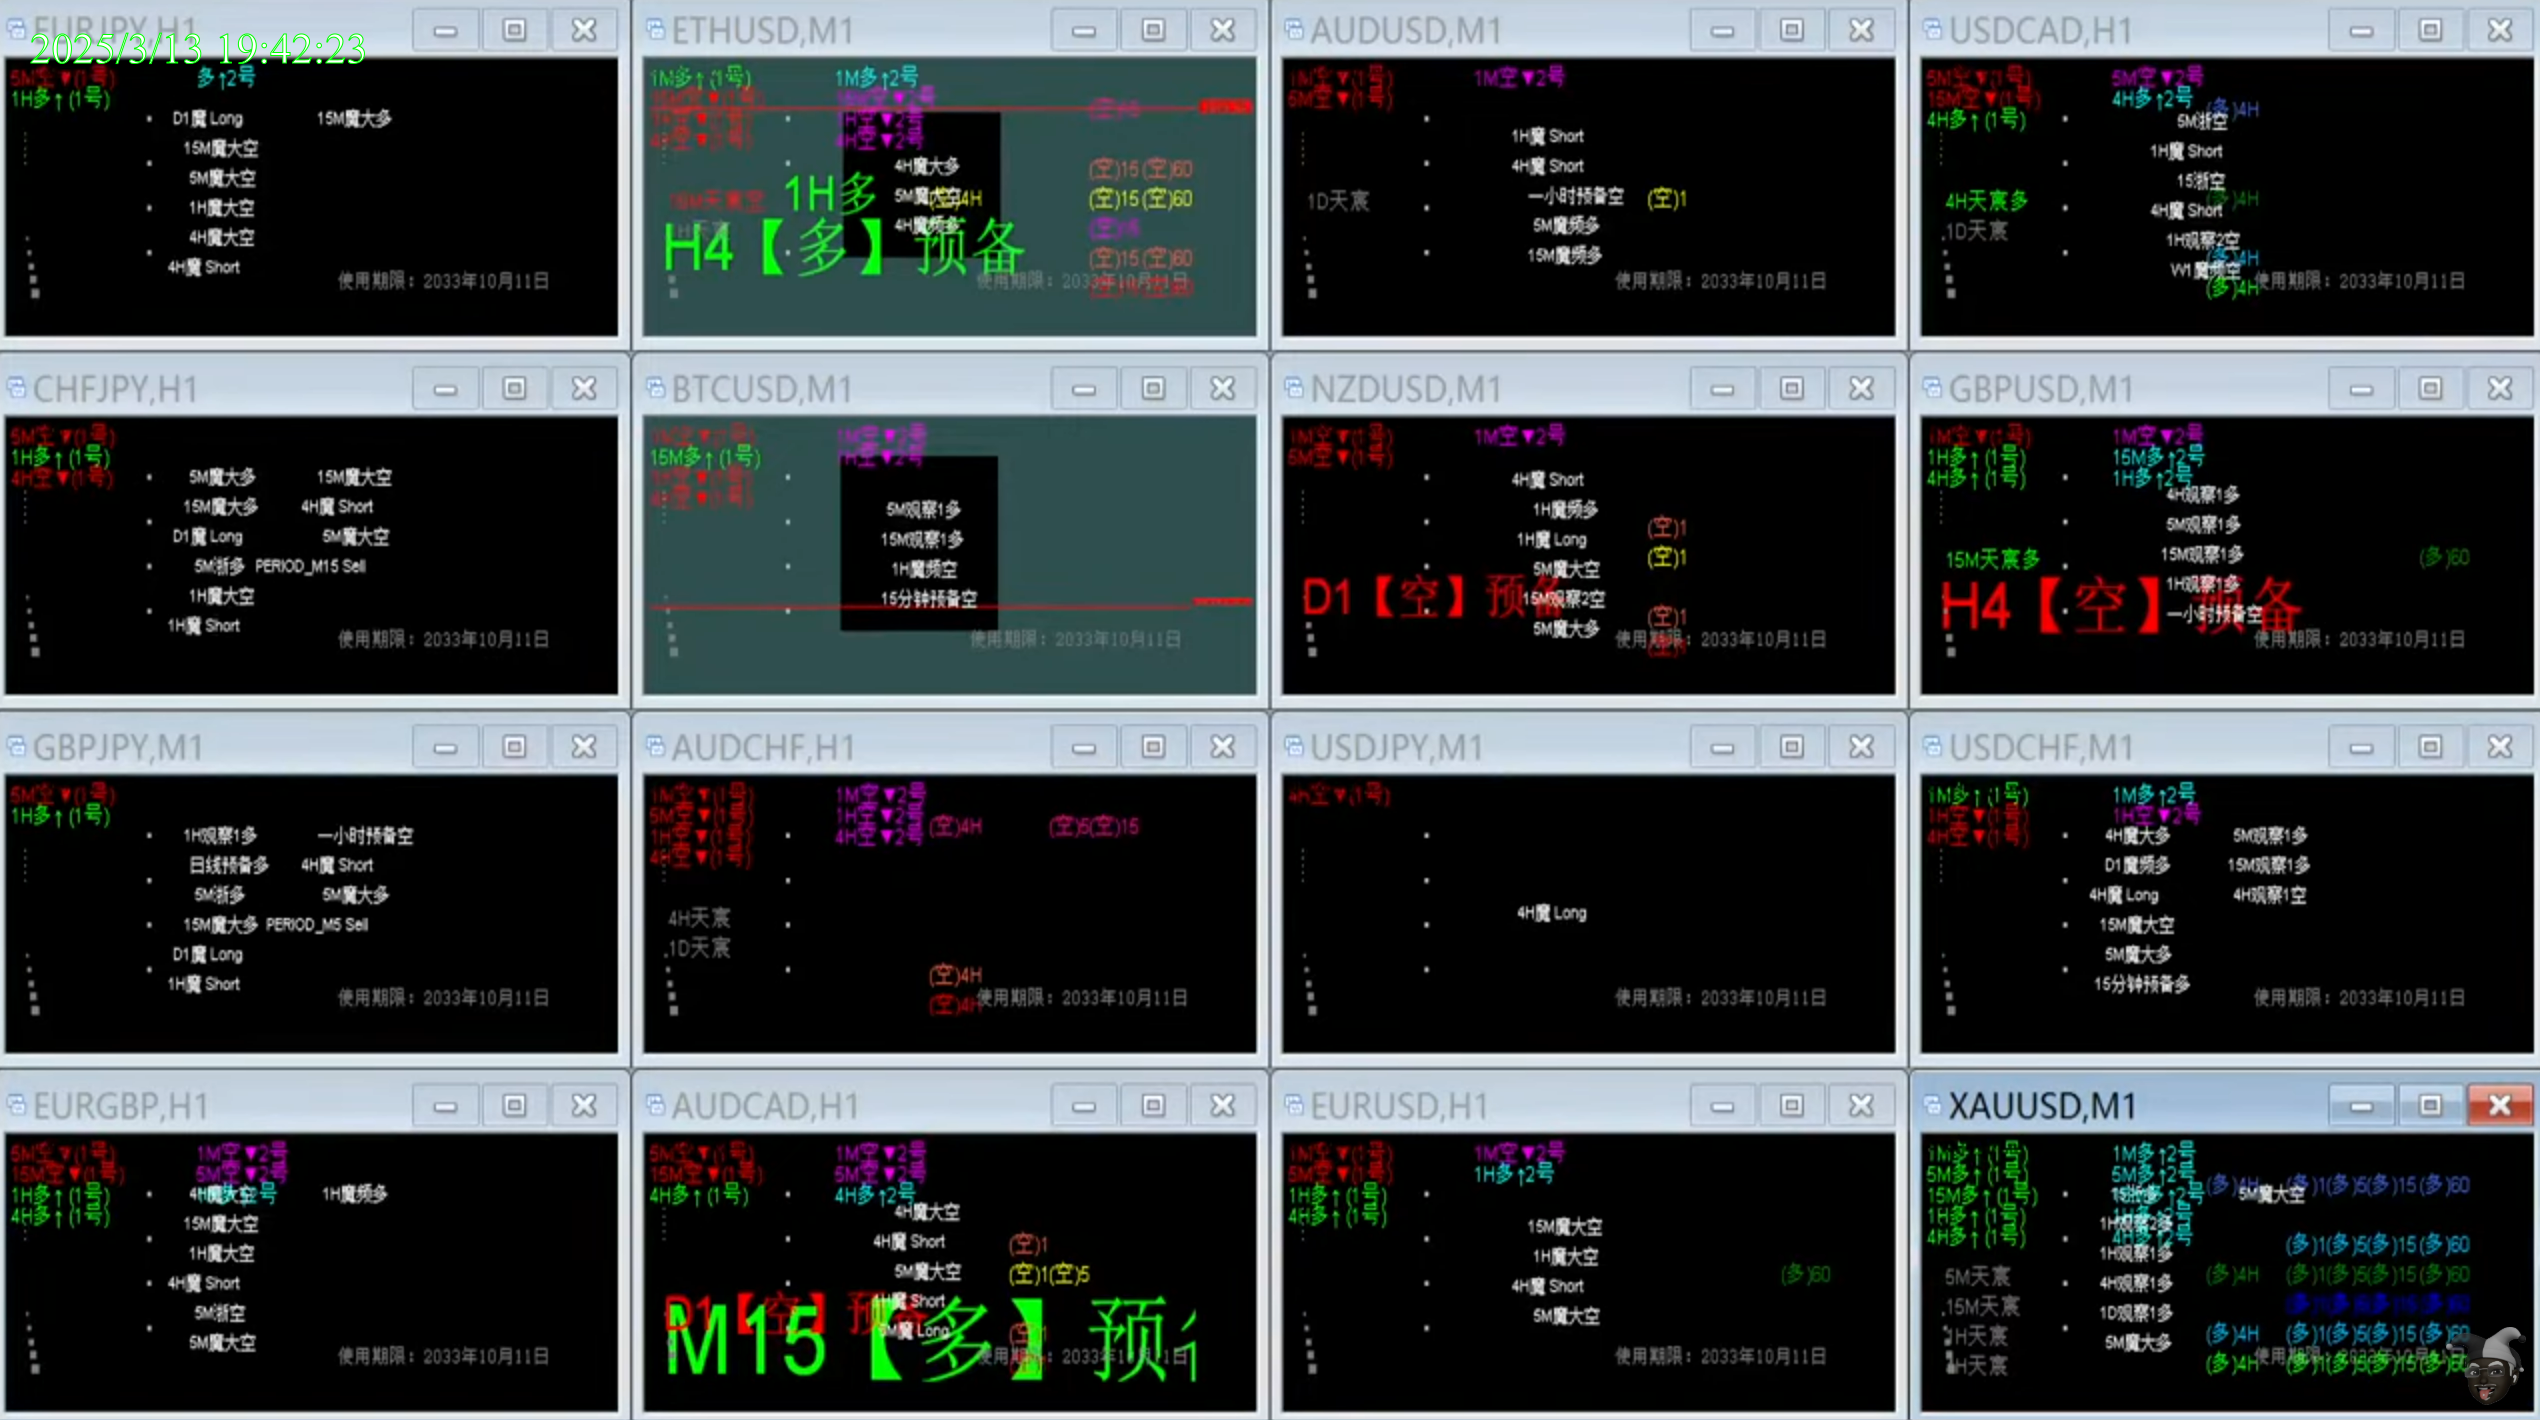 EURJPY,H1
2025/3/13 19:42:23
5M空▼(1号) 多↑2号
1H多↑(1号)
D1魔 Long 15M魔大多
15M魔大空
5M魔大空
1H魔大空
4H魔大空
4H魔 Short
使用期限：2033年10月11日
ETHUSD,M1
1M多↑(1号) 1M多↑2号
1H空▼2号
4H空▼(1号) 4H空▼2号
4H魔大多 (空)15(空)60
1H多 5M魔大空 (空)15(空)60
4H魔频多
H4【多】预备
(空)15(空)60
AUDUSD,M1
1M空▼(1号) 1M空▼2号
5M空▼(1号)
1H魔 Short
4H魔 Short
1D天宸 一小时预备空 (空)1
5M魔频多
15M魔频多
使用期限：2033年10月11日
USDCAD,H1
5M空▼(1号) 5M空▼2号
15M空▼(1号) 4H多↑2号 (多)4H
4H多↑(1号) 5M浙空
1H魔 Short
15浙空
4H天宸多 4H魔 Short
1D天宸 1H观察2空
W1魔频空
(多)4H
使用期限：2033年10月11日
CHFJPY,H1
5M空▼(1号)
1H多↑(1号)
4H空▼(1号)
5M魔大多 15M魔大空
15M魔大多 4H魔 Short
D1魔 Long 5M魔大空
5M浙多 PERIOD_M15 Sell
1H魔大空
1H魔 Short
使用期限：2033年10月11日
BTCUSD,M1
1M空▼(1号) 1M空▼2号
15M多↑(1号) 1H空▼2号
5M观察1多
15M观察1多
1H魔频空
15分钟预备空
使用期限：2033年10月11日
NZDUSD,M1
1M空▼(1号) 1M空▼2号
5M空▼(1号)
4H魔 Short
1H魔频多 (空)1
1H魔 Long (空)1
5M魔大空
D1【空】预备
15M观察2空 (空)1
5M魔大多
使用期限：2033年10月11日
GBPUSD,M1
1M空▼(1号) 1M空▼2号
1H多↑(1号) 15M多↑2号
4H多↑(1号) 1H多↑2号
4H观察1多
5M观察1多
15M天宸多 15M观察1多 (多)60
1H观察1多
H4【空】预备
一小时预备空
使用期限：2033年10月11日
GBPJPY,M1
5M空▼(1号)
1H多↑(1号)
1H观察1多 一小时预备空
日线预备多 4H魔 Short
5M浙多 5M魔大多
15M魔大多 PERIOD_M5 Sell
D1魔 Long
1H魔 Short
使用期限：2033年10月11日
AUDCHF,H1
1M空▼(1号) 1M空▼2号
5M空▼(1号) 1H空▼2号
1H空▼(1号) 4H空▼2号 (空)4H (空)5(空)15
4H空▼(1号)
4H天宸
1D天宸
(空)4H
(空)4H
使用期限：2033年10月11日
USDJPY,M1
4H空▼(1号)
4H魔 Long
使用期限：2033年10月11日
USDCHF,M1
1M多↑(1号) 1M多↑2号
1H空▼(1号) 1H空▼2号
4H空▼(1号) 4H魔大多 5M观察1多
D1魔频多 15M观察1多
4H魔 Long 4H观察1空
15M魔大空
5M魔大多
15分钟预备多
使用期限：2033年10月11日
EURGBP,H1
5M空▼(1号) 1M空▼2号
15M空▼(1号) 5M空▼2号
1H多↑(1号) 4H魔大空 1H魔频多
4H多↑(1号)
15M魔大空
1H魔大空
4H魔 Short
5M浙空
5M魔大空
使用期限：2033年10月11日
AUDCAD,H1
5M空▼(1号) 1M空▼2号
15M空▼(1号) 5M空▼2号
4H多↑(1号) 4H多↑2号
4H魔大空
4H魔 Short (空)1
5M魔大空 (空)1(空)5
1H魔 Short
D1【空】预备
M15【多】预
5M魔 Long
EURUSD,H1
1M空▼(1号) 1M空▼2号
5M空▼(1号) 1H多↑2号
1H多↑(1号)
4H多↑(1号)
15M魔大空
1H魔大空 (多)60
4H魔 Short
5M魔大空
使用期限：2033年10月11日
XAUUSD,M1
1M多↑(1号) 1M多↑2号
5M多↑(1号) 5M多↑2号 (多)4H (多)1(多)5(多)15(多)60
15M多↑(1号) 5M魔大空
1H多↑(1号) 1H观察2多
4H多↑(1号) 4H多↑2号 (多)1(多)5(多)15(多)60
1H观察1多
5M天宸 4H观察1多 (多)4H (多)1(多)5(多)15(多)60
15M天宸 1D观察1多
1H天宸 5M魔大多 (多)4H (多)1(多)5(多)15(多)60
4H天宸 (多)4H